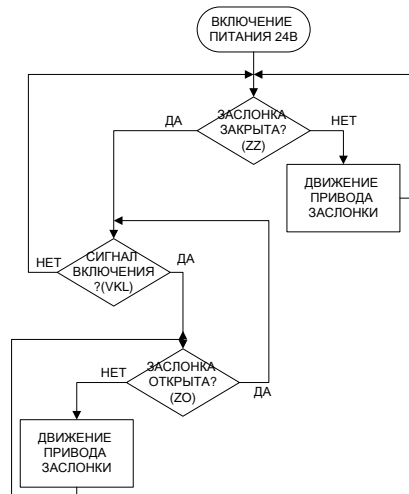 ВКЛЮЧЕНИЕ
ПИТАНИЯ 24В
ЗАСЛОНКА
ЗАКРЫТА?
(ZZ)
ДА
НЕТ
ДВИЖЕНИЕ
ПРИВОДА
ЗАСЛОНКИ
СИГНАЛ
ВКЛЮЧЕНИЯ
?(VKL)
НЕТ
ДА
ЗАСЛОНКА
ОТКРЫТА?
(ZO)
НЕТ
ДА
ДВИЖЕНИЕ
ПРИВОДА
ЗАСЛОНКИ